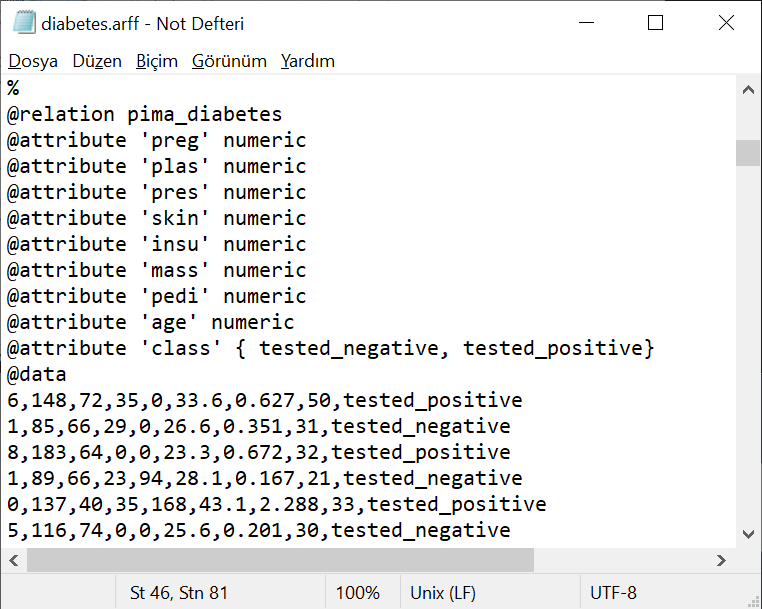 diabetes.arff - Not Defteri
Dosya Düzen Biçim Görünüm Yardım
%
@relation pima_diabetes
@attribute 'preg' numeric
@attribute 'plas' numeric
@attribute 'pres' numeric
@attribute 'skin' numeric
@attribute 'insu' numeric
@attribute 'mass' numeric
@attribute 'pedi' numeric
@attribute 'age' numeric
@attribute 'class' { tested_negative, tested_positive}
@data
6,148,72,35,0,33.6,0.627,50,tested_positive
1,85,66,29,0,26.6,0.351,31,tested_negative
8,183,64,0,0,23.3,0.672,32,tested_positive
1,89,66,23,94,28.1,0.167,21,tested_negative
0,137,40,35,168,43.1,2.288,33,tested_positive
5,116,74,0,0,25.6,0.201,30,tested_negative
St 46, Stn 81 100% Unix (LF) UTF-8